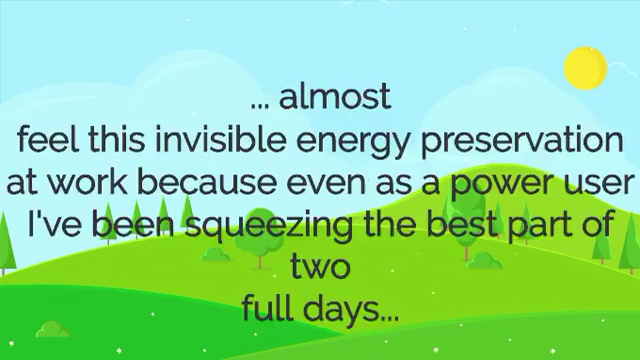 ... almost
feel this invisible energy preservation
at work because even as a power user
I've been squeezing the best part of
two
full days...